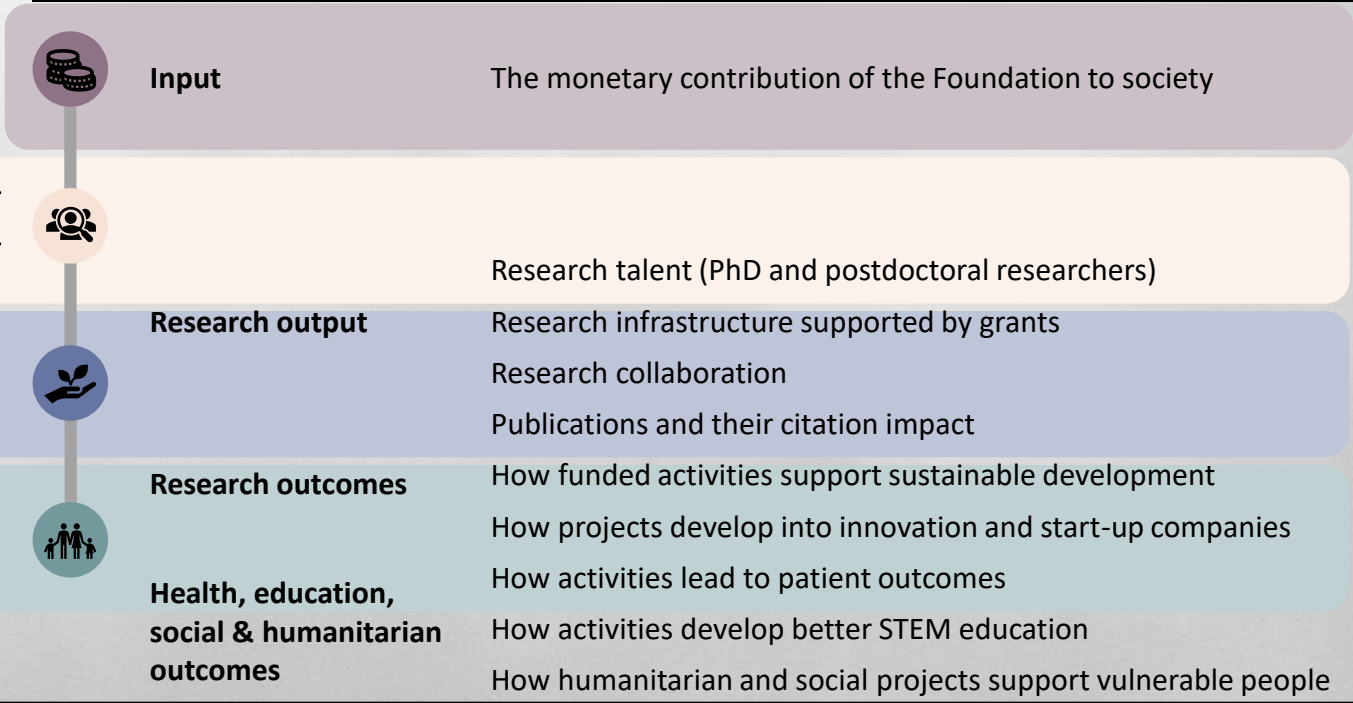 Input
The monetary contribution of the Foundation to society
Research talent (PhD and postdoctoral researchers)
Research output
Research infrastructure supported by grants
Research collaboration
Publications and their citation impact
Research outcomes
How funded activities support sustainable development
How projects develop into innovation and start-up companies
Health, education,
social & humanitarian
outcomes
How activities lead to patient outcomes
How activities develop better STEM education
How humanitarian and social projects support vulnerable people